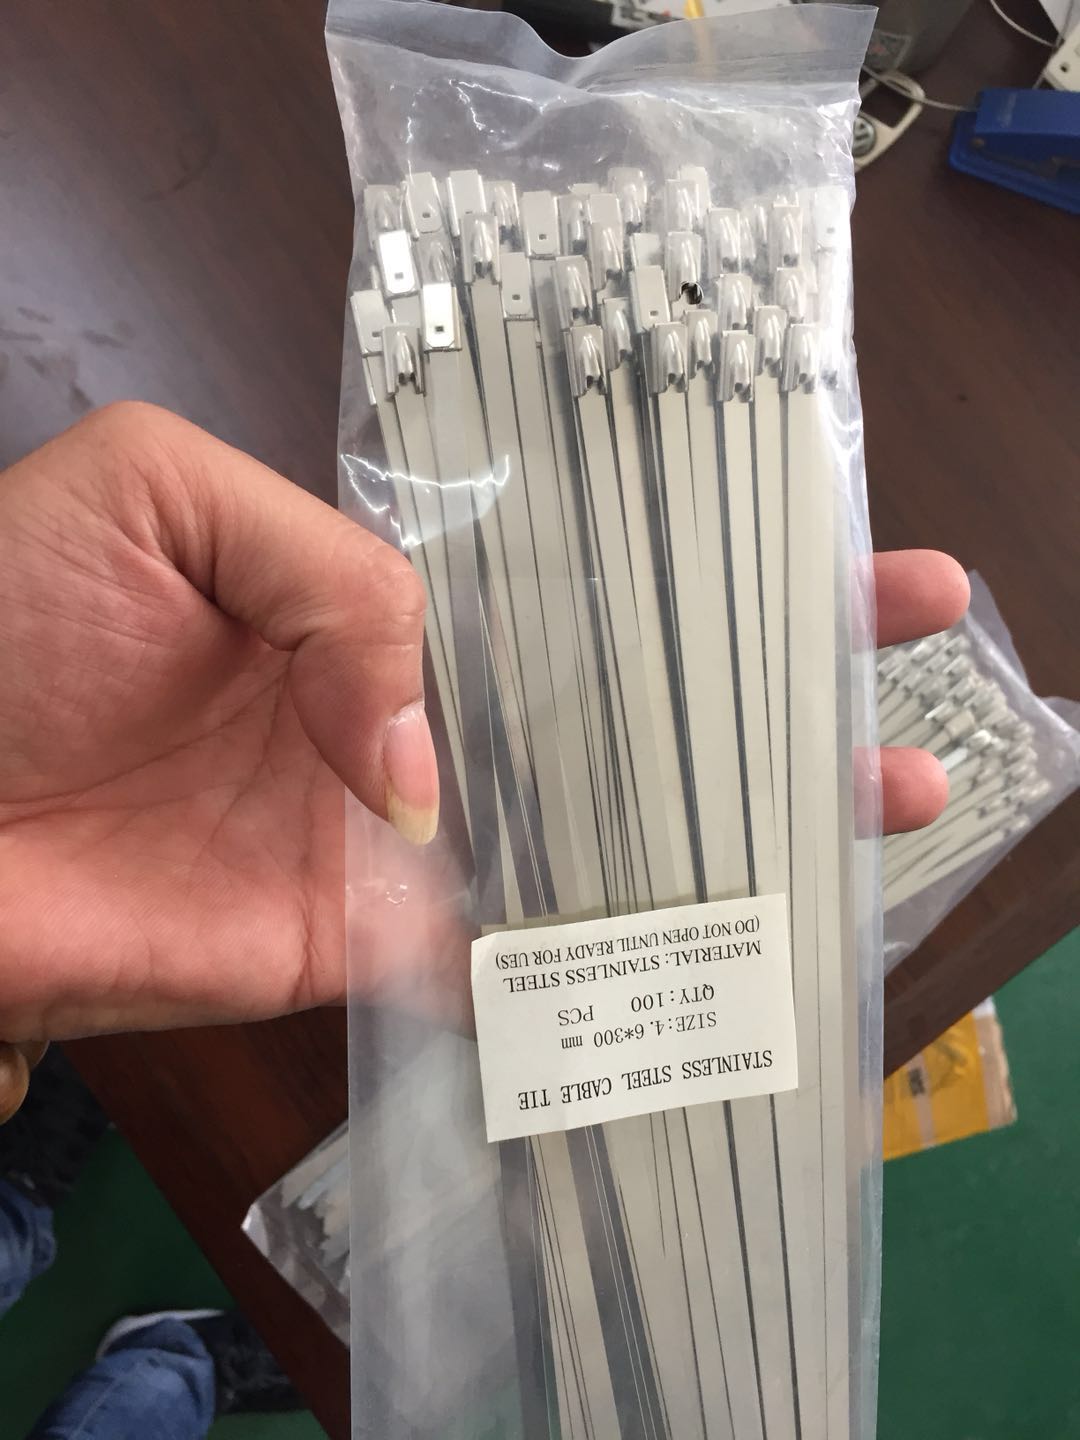 STAINLESS STEEL CABLE TIE
SIZE:4.6*300 mm
QTY:100 PCS
MATERIAL:STAINLESS STEEL
(DO NOT OPEN UNTIL READY FOR UES)